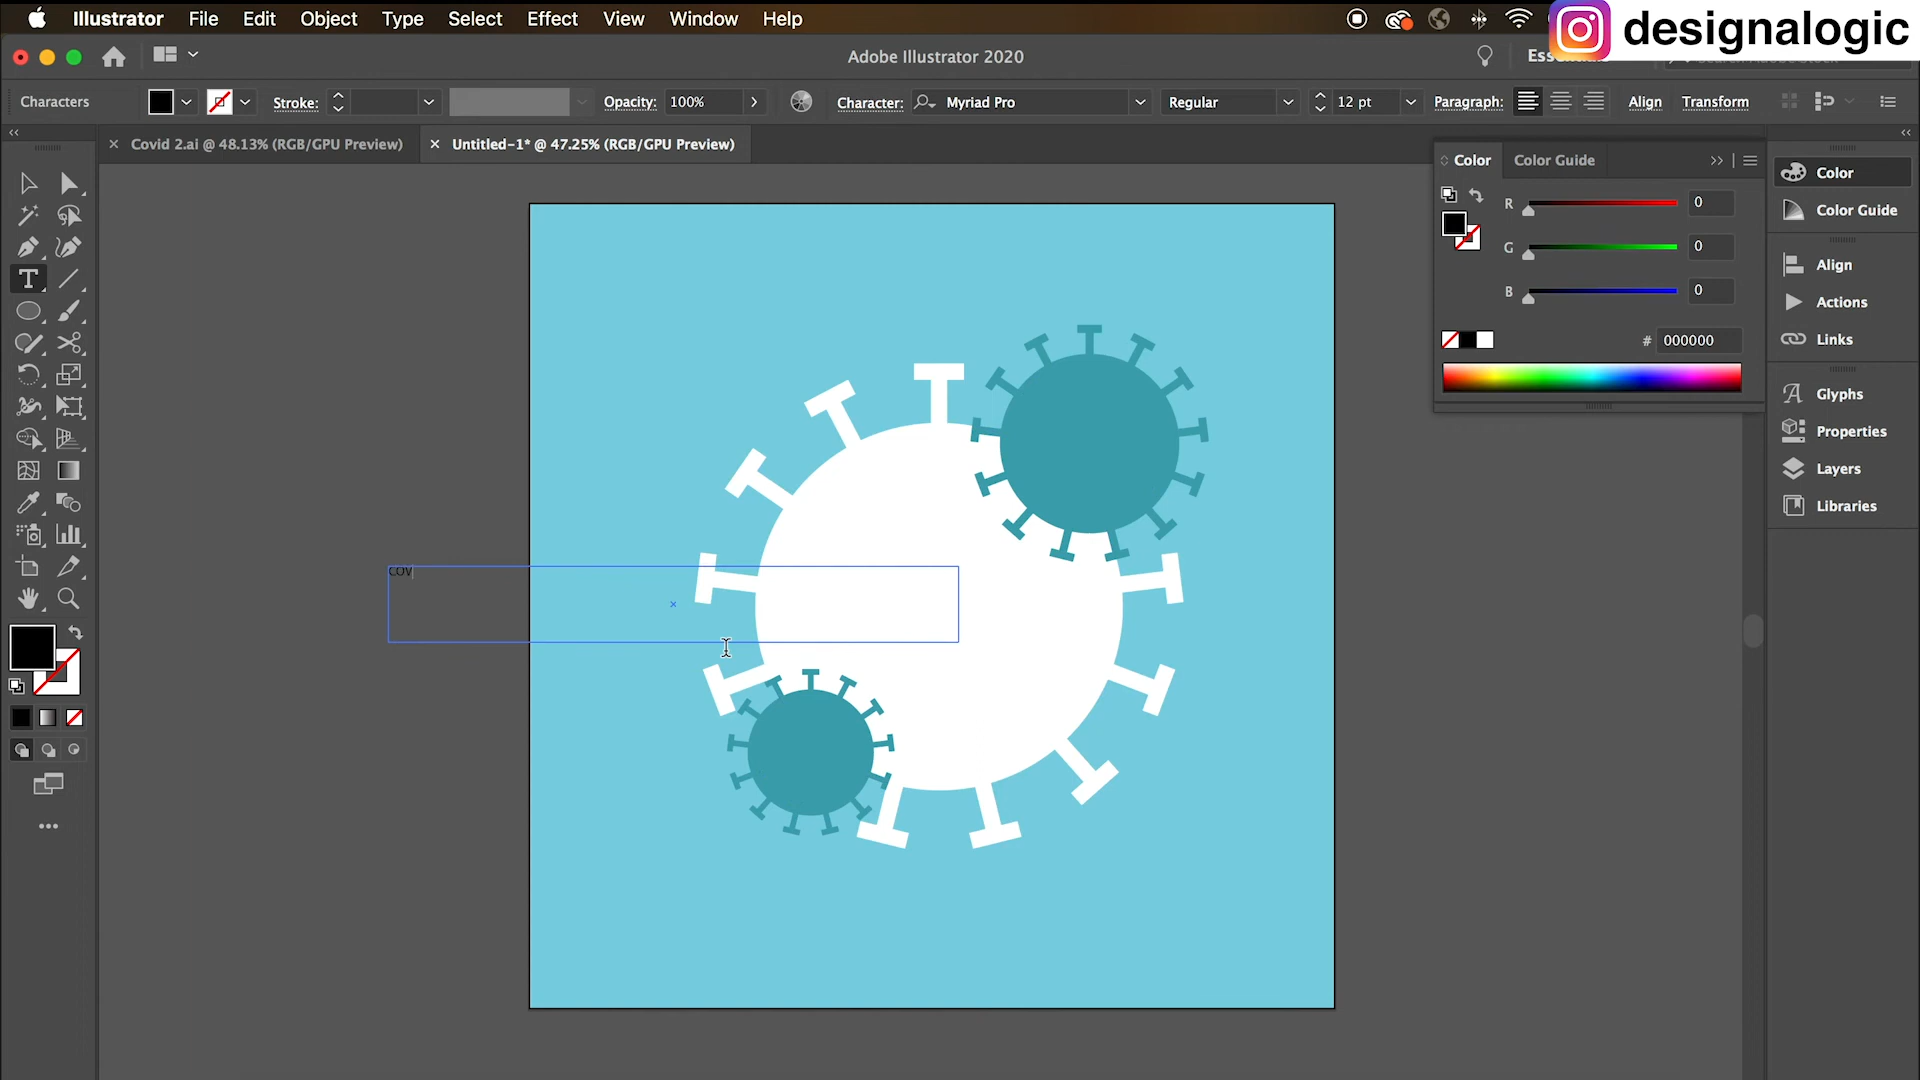 Illustrator File Edit Object Type Select Effect View Window Help
designalogic
Adobe Illustrator 2020
Characters Stroke: Opacity: 100% Character: Myriad Pro Regular 12 pt Paragraph: Align Transform
Covid 2.ai @ 48.13% (RGB/GPU Preview) Untitled-1* @ 47.25% (RGB/GPU Preview)
Color Color Guide
R 0
G 0
B 0
# 000000
Color
Color Guide
Align
Actions
Links
Glyphs
Properties
Layers
Libraries
COV